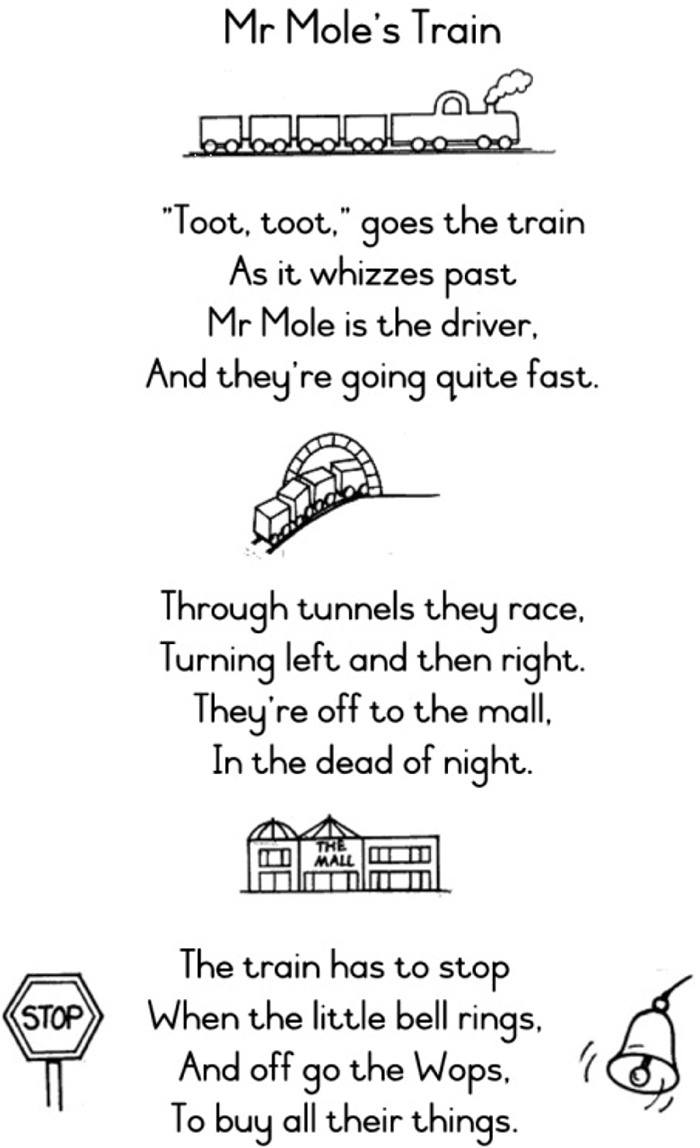 Mr Mole's Train
"Toot, toot," goes the train
As it whizzes past
Mr Mole is the driver,
And they're going quite fast.
Through tunnels they race,
Turning left and then right.
They're off to the mall,
In the dead of night.
THE
MALL
The train has to stop
STOP
When the little bell rings,
And off go the Wops,
To buy all their things.